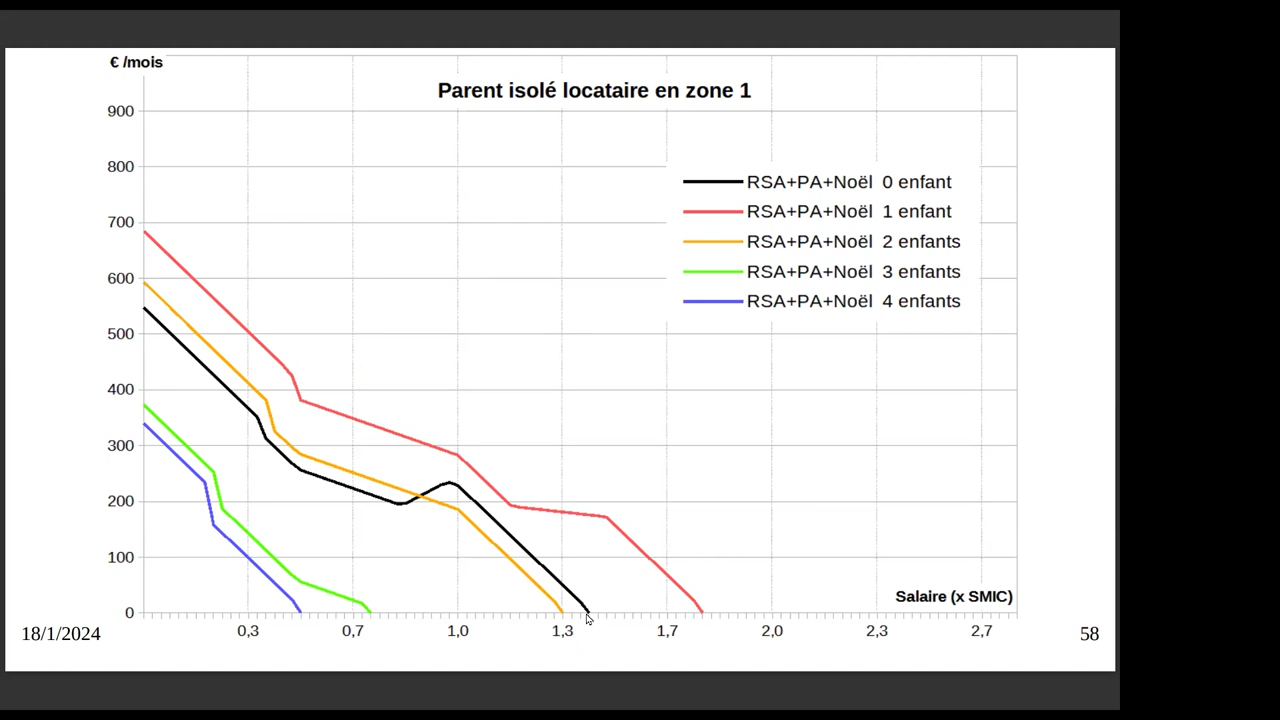 € /mois
Parent isolé locataire en zone 1
900
800
700
600
500
400
300
200
100
0
RSA+PA+Noël 0 enfant
RSA+PA+Noël 1 enfant
RSA+PA+Noël 2 enfants
RSA+PA+Noël 3 enfants
RSA+PA+Noël 4 enfants
Salaire (x SMIC)
0,3 0,7 1,0 1,3 1,7 2,0 2,3 2,7
18/1/2024
58